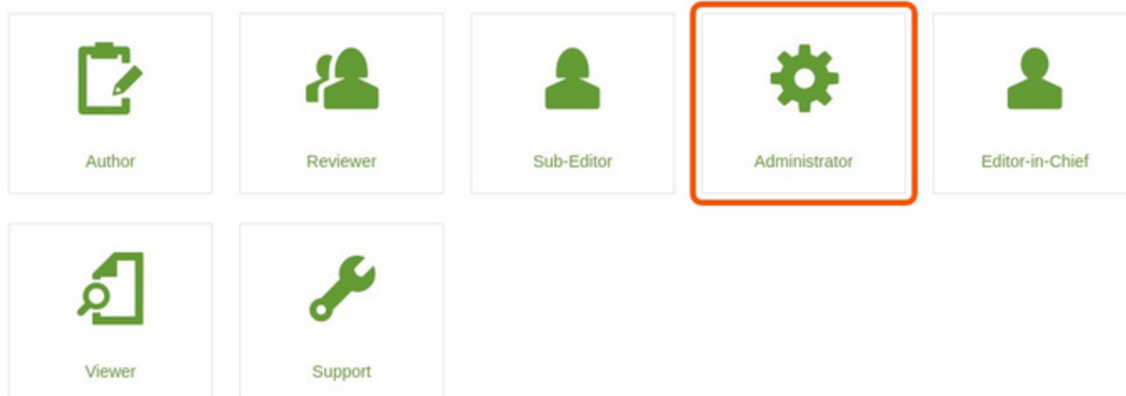 Author
Reviewer
Sub-Editor
Administrator
Editor-in-Chief
Viewer
Support